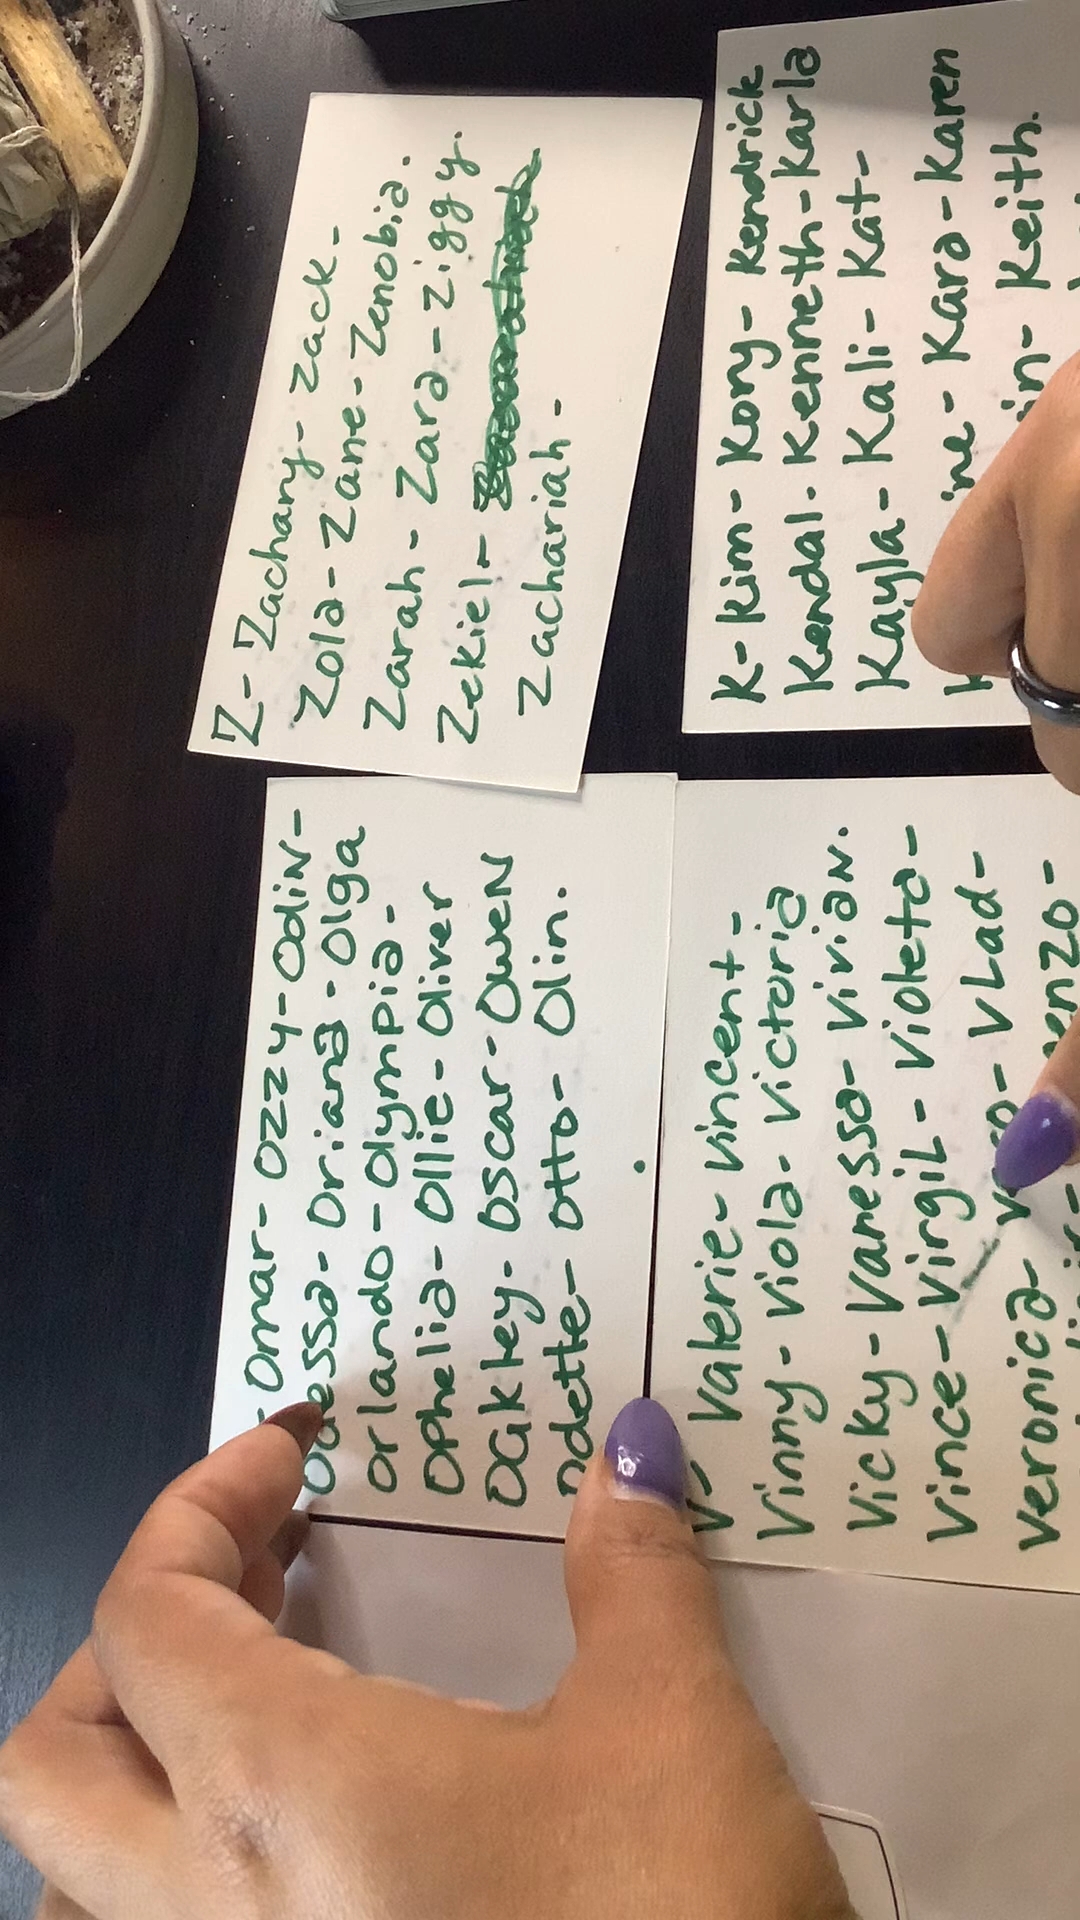 Z- Zachary- Zack-
Zola- Zane- Zenobia.
Zarah- Zara- Ziggy.
Zekiel-
Zachariah-
K- Kim- Kory- Kendrick
Kendal- Kenneth- Karla
Kayla- Kali- Kat-
Kara- Karen
Keith.
- Omar- Ozzy- Odin-
Odessa- Oriana- Olga
Orlando- Olympia-
Ophelia- Ollie- Oliver
Oakley- Oscar- Owen
Odette- Otto- Olin.
V- Valerie- Vincent-
Vinny- Viola- Victoria
Vicky- Vanessa- Vivian.
Vince- Virgil- Violeta-
Veronica- Vlad-